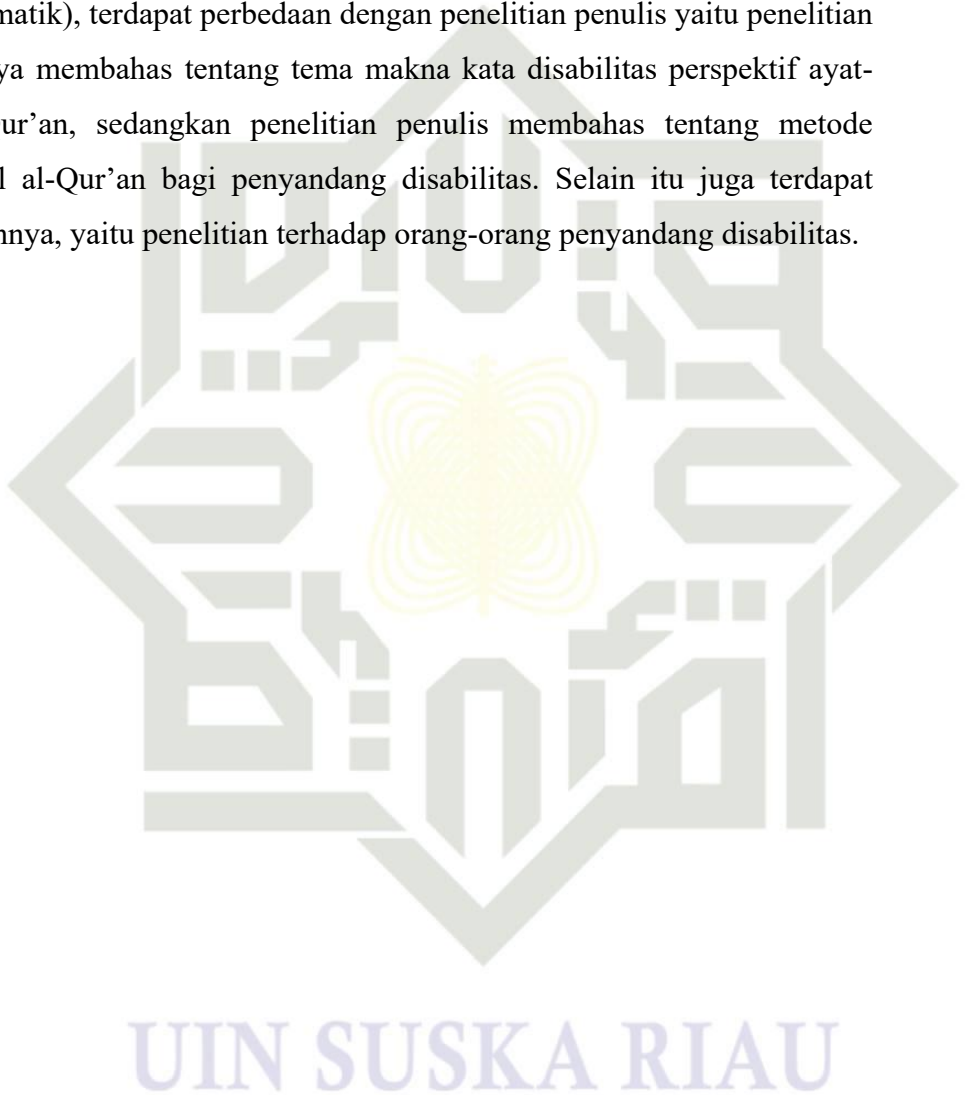 matik), terdapat perbedaan dengan penelitian penulis yaitu penelitian
ya membahas tentang tema makna kata disabilitas perspektif ayat-
ur’an, sedangkan penelitian penulis membahas tentang metode
l al-Qur’an bagi penyandang disabilitas. Selain itu juga terdapat
nnya, yaitu penelitian terhadap orang-orang penyandang disabilitas.
UIN SUSKA RIAU